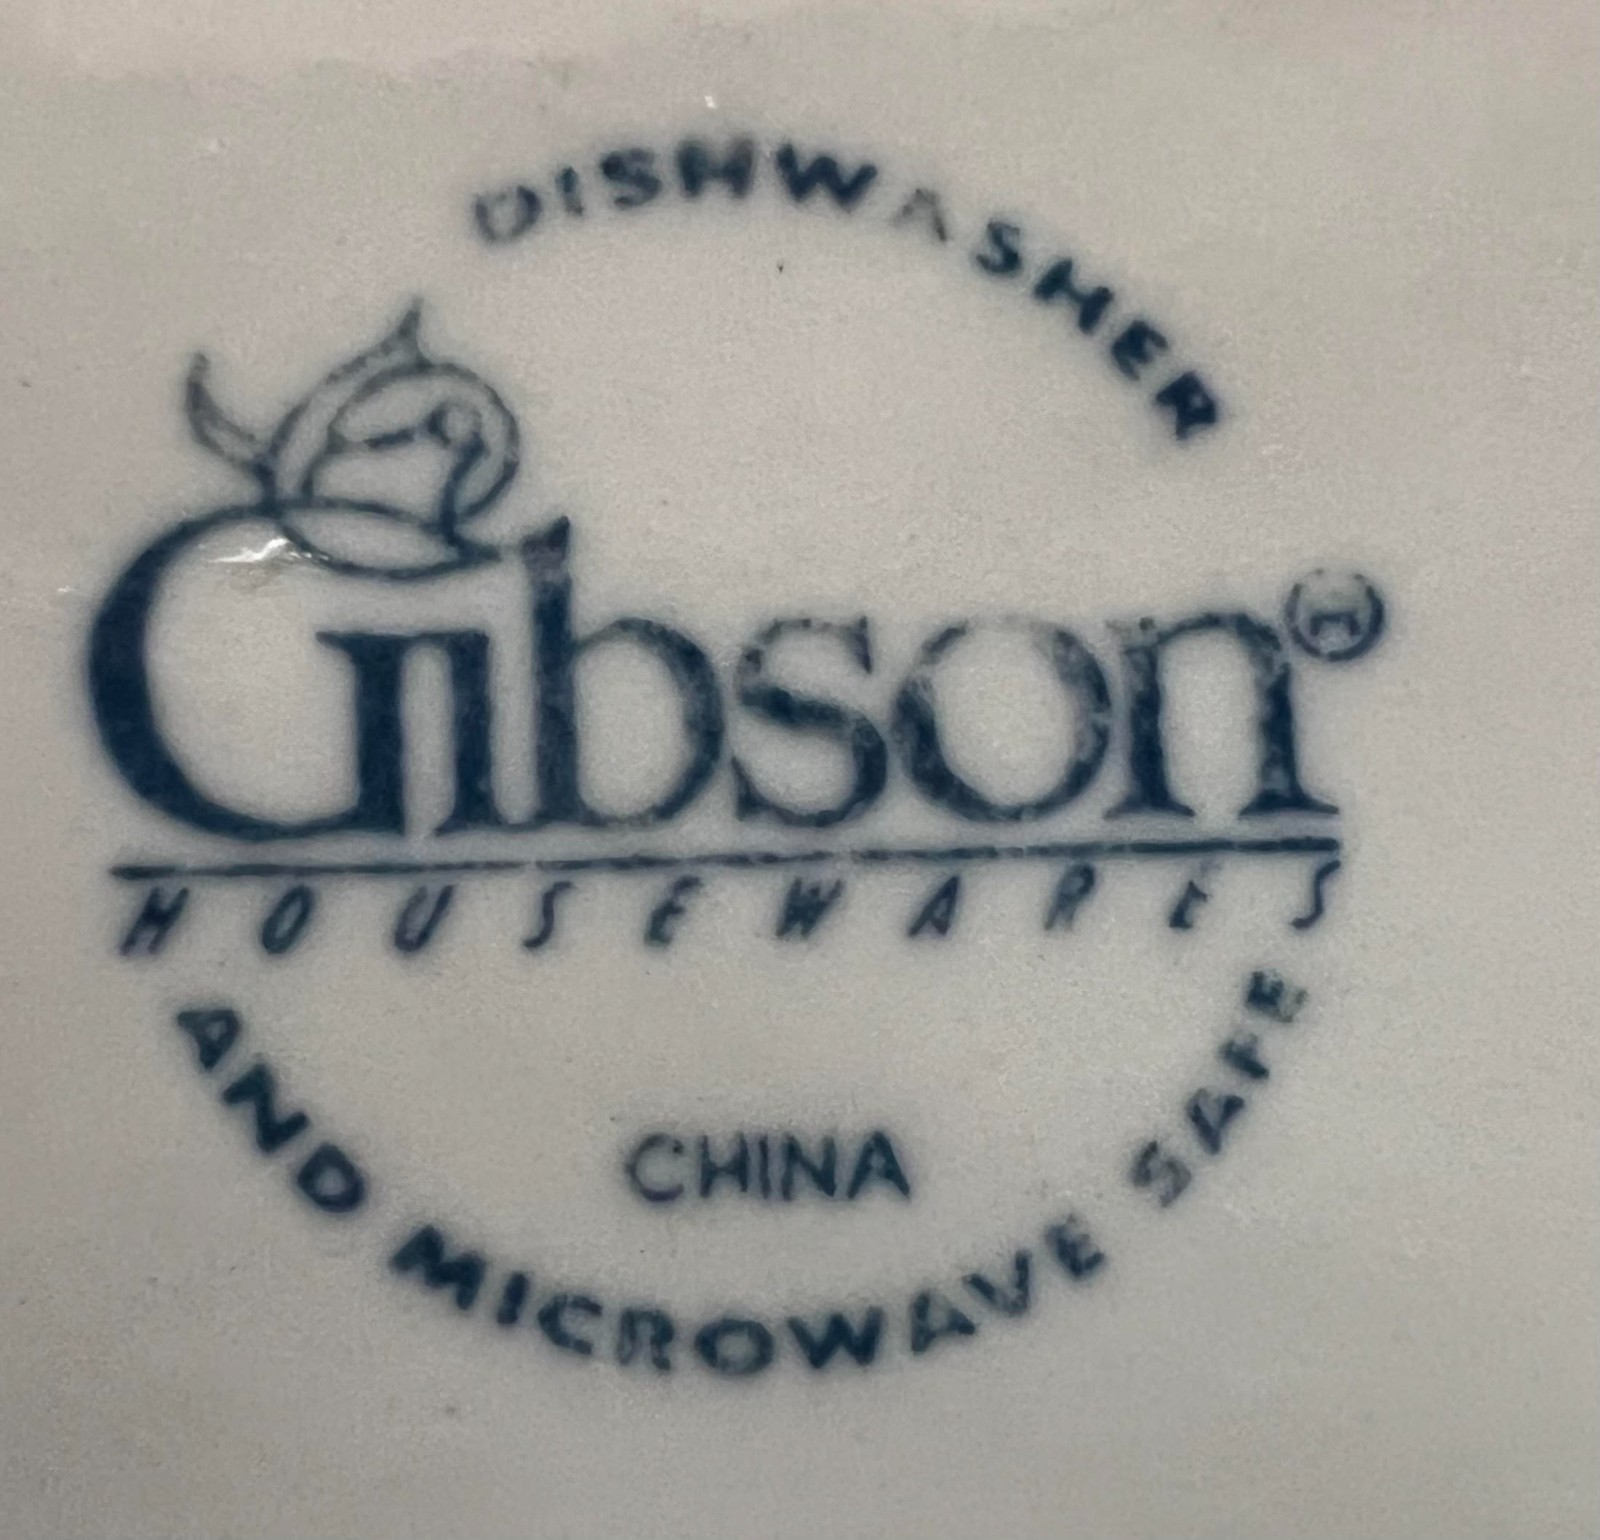 DISHWASHER
Gibson®
HOUSEWARES
CHINA
AND MICROWAVE SAFE